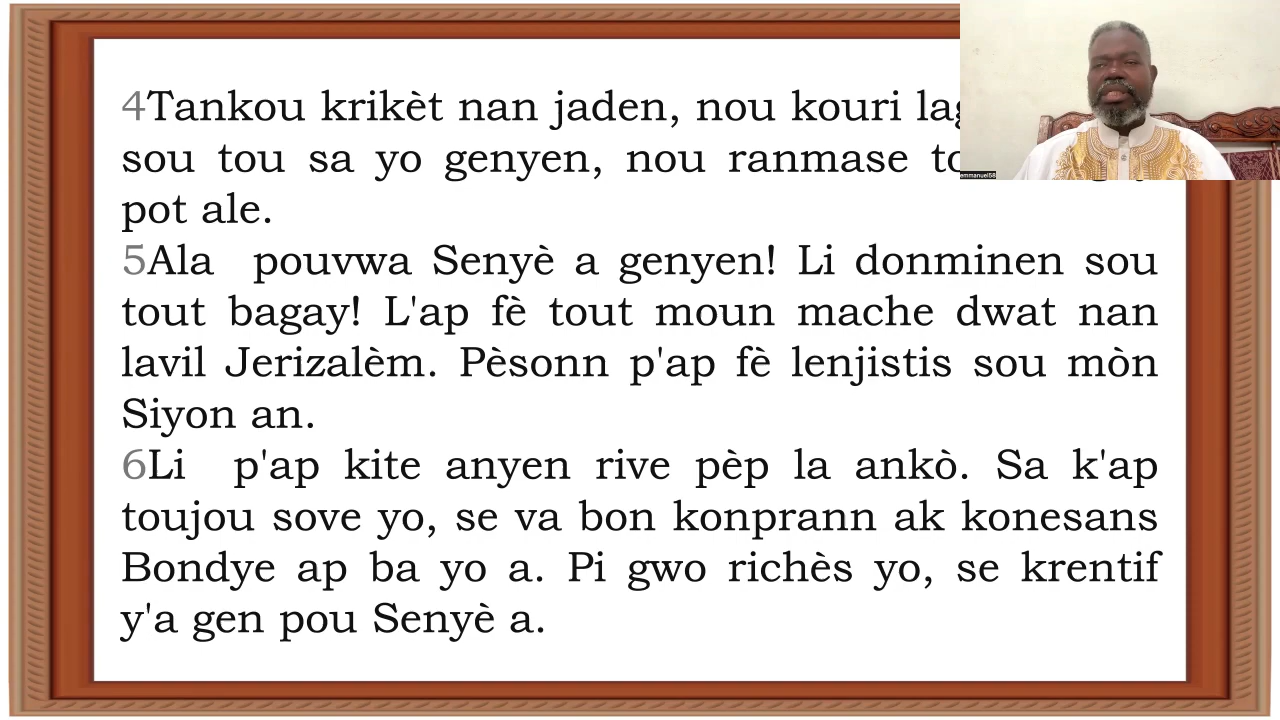 4Tankou krikèt nan jaden, nou kouri
sou tou sa yo genyen, nou ranmase
pot ale.
5Ala pouvwa Senyè a genyen! Li donminen sou
tout bagay! L'ap fè tout moun mache dwat nan
lavil Jerizalèm. Pèsonn p'ap fè lenjistis sou mòn
Siyon an.
6Li p'ap kite anyen rive pèp la ankò. Sa k'ap
toujou sove yo, se va bon konprann ak konesans
Bondye ap ba yo a. Pi gwo richès yo, se krentif
y'a gen pou Senyè a.
emmanuel58